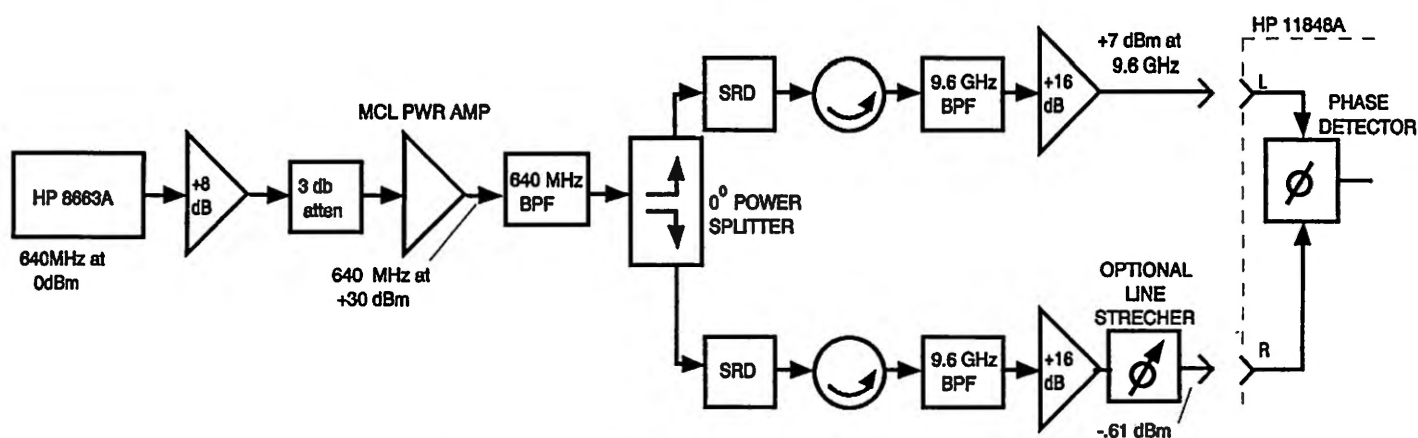 HP 8663A
640MHz at
0dBm
+8
dB
3 db
atten
MCL PWR AMP
640 MHz at
+30 dBm
640 MHz
BPF
0⁰ POWER
SPLITTER
SRD
9.6 GHz
BPF
+16
dB
+7 dBm at
9.6 GHz
HP 11848A
L
PHASE
DETECTOR
Ø
SRD
9.6 GHz
BPF
+16
dB
OPTIONAL
LINE
STRECHER
Ø
-.61 dBm
R